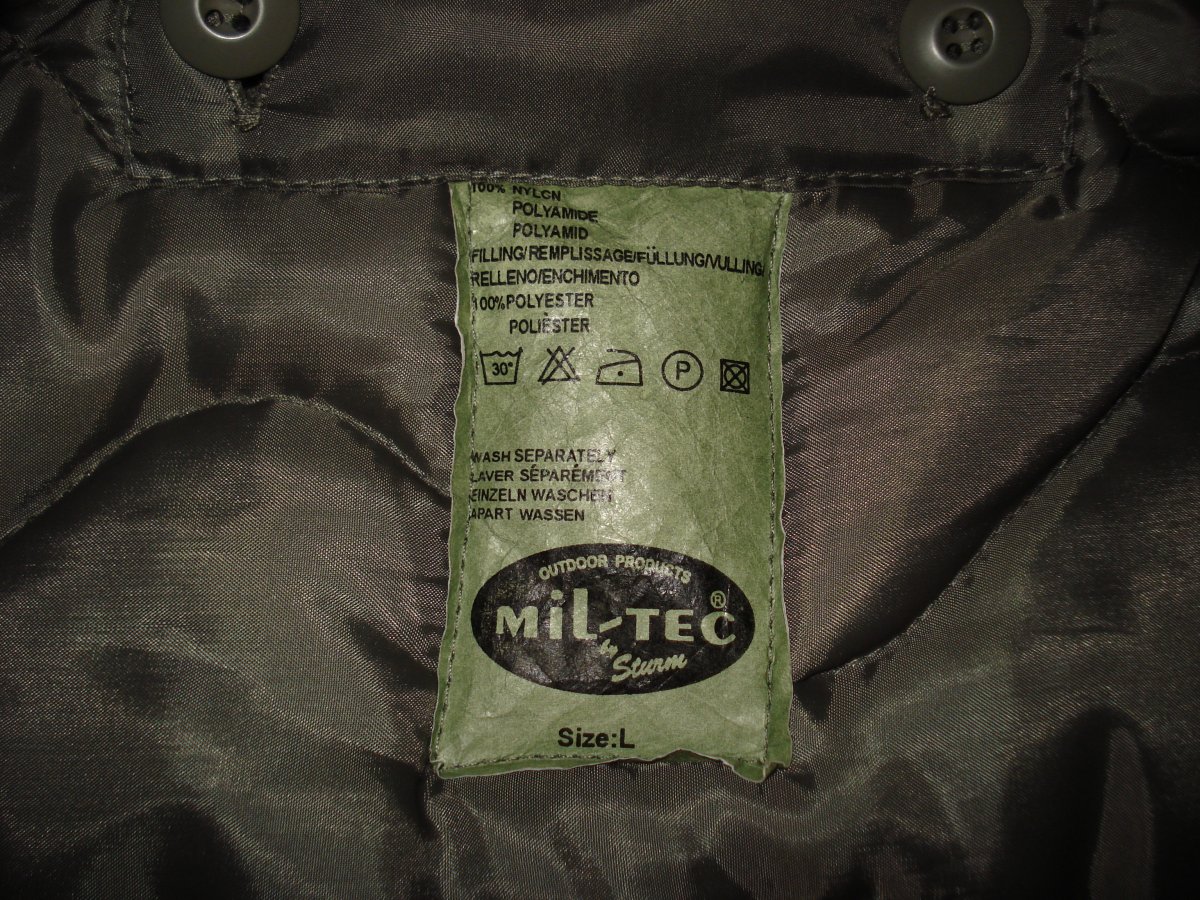 100% NYLON
POLYAMIDE
POLYAMID
FILLING/REMPLISSAGE/FÜLLUNG/VULLING/
RELLENO/ENCHIMENTO
100%POLYESTER
POLIÈSTER
30°
P
WASH SEPARATELY
LAVER SÉPARÉMENT
EINZELN WASCHEN
APART WASSEN
OUTDOOR PRODUCTS
MiL-TEC®
by Sturm
Size:L